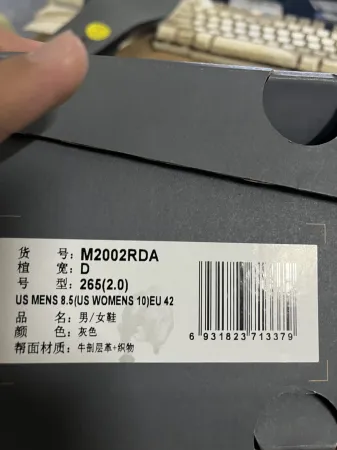 货 号: M2002RDA
楦 宽: D
号 型: 265(2.0)
US MENS 8.5(US WOMENS 10)EU 42
品 名: 男/女鞋
颜 色: 灰色
帮面材质: 牛剖层革+织物
6 931823 713379